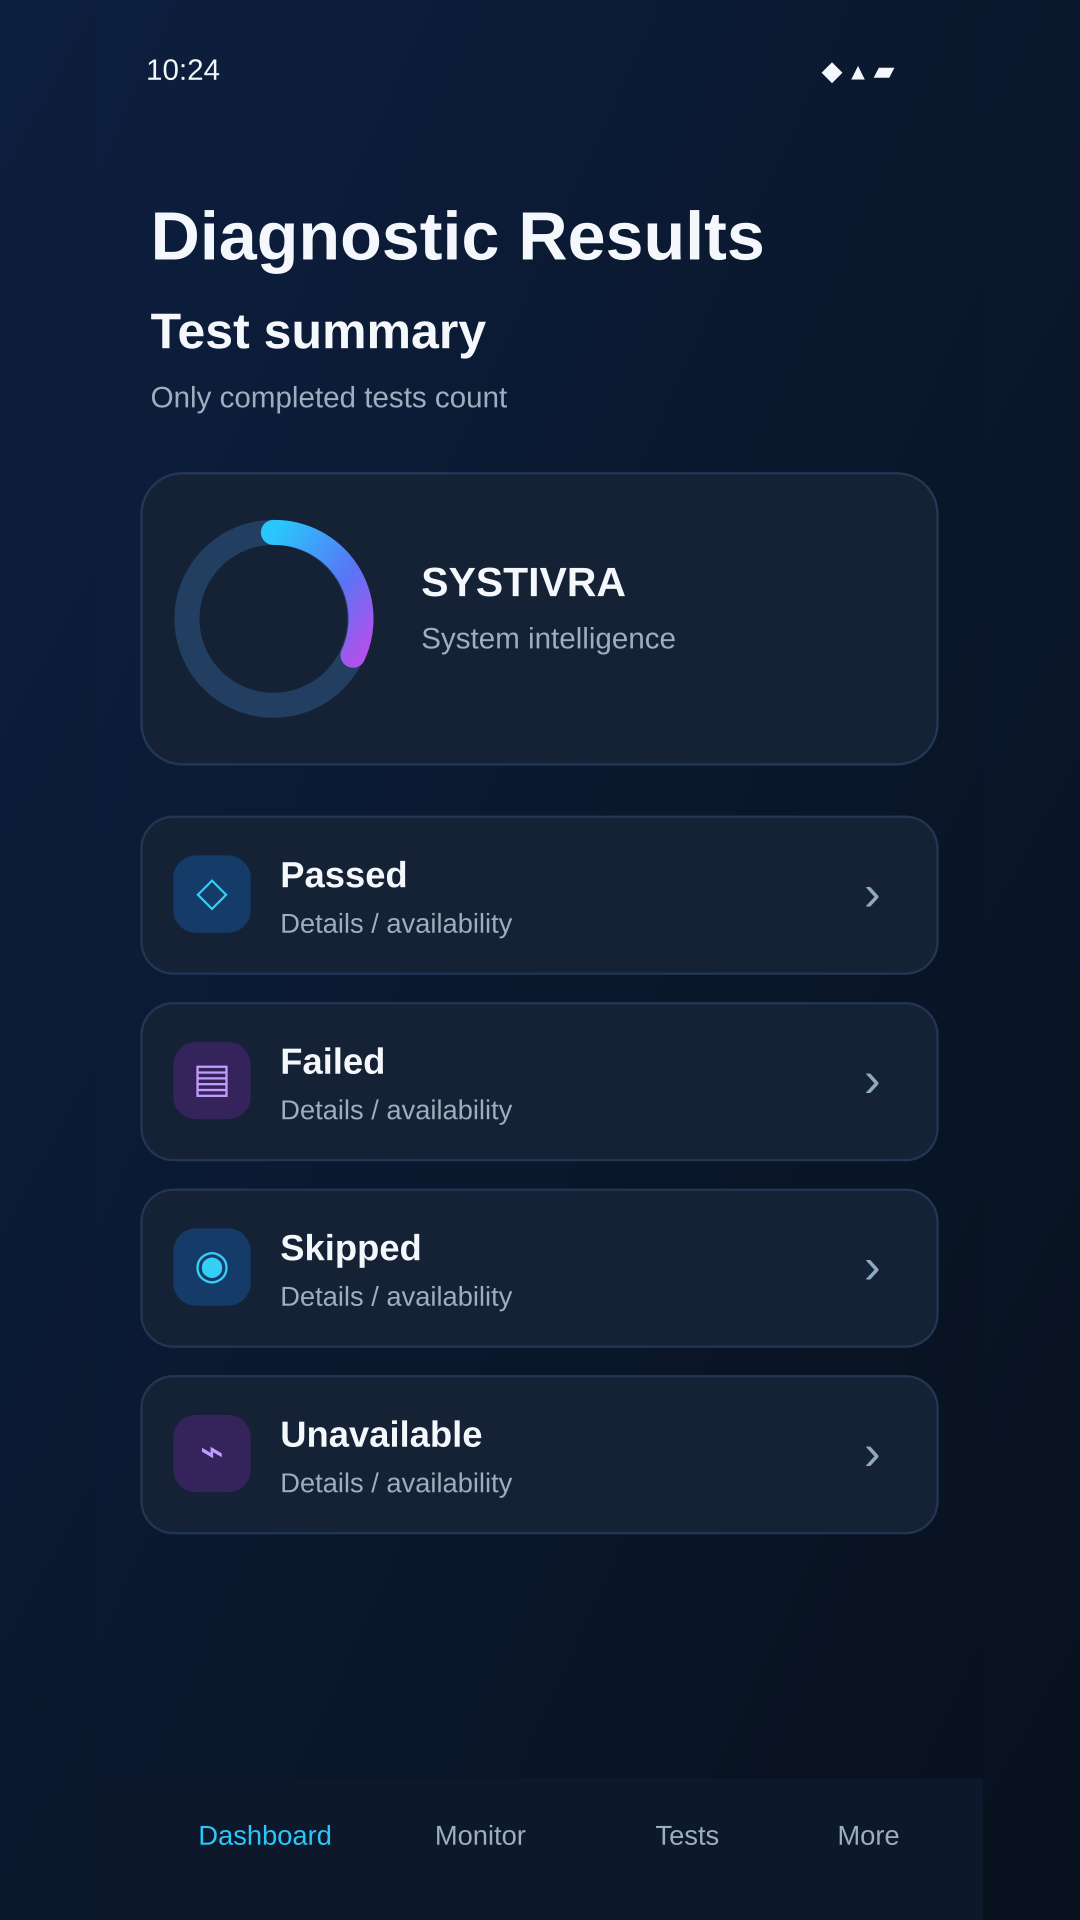 10:24
Diagnostic Results
Test summary
Only completed tests count
SYSTIVRA
System intelligence
Passed
Details / availability
Failed
Details / availability
Skipped
Details / availability
Unavailable
Details / availability
Dashboard Monitor Tests More